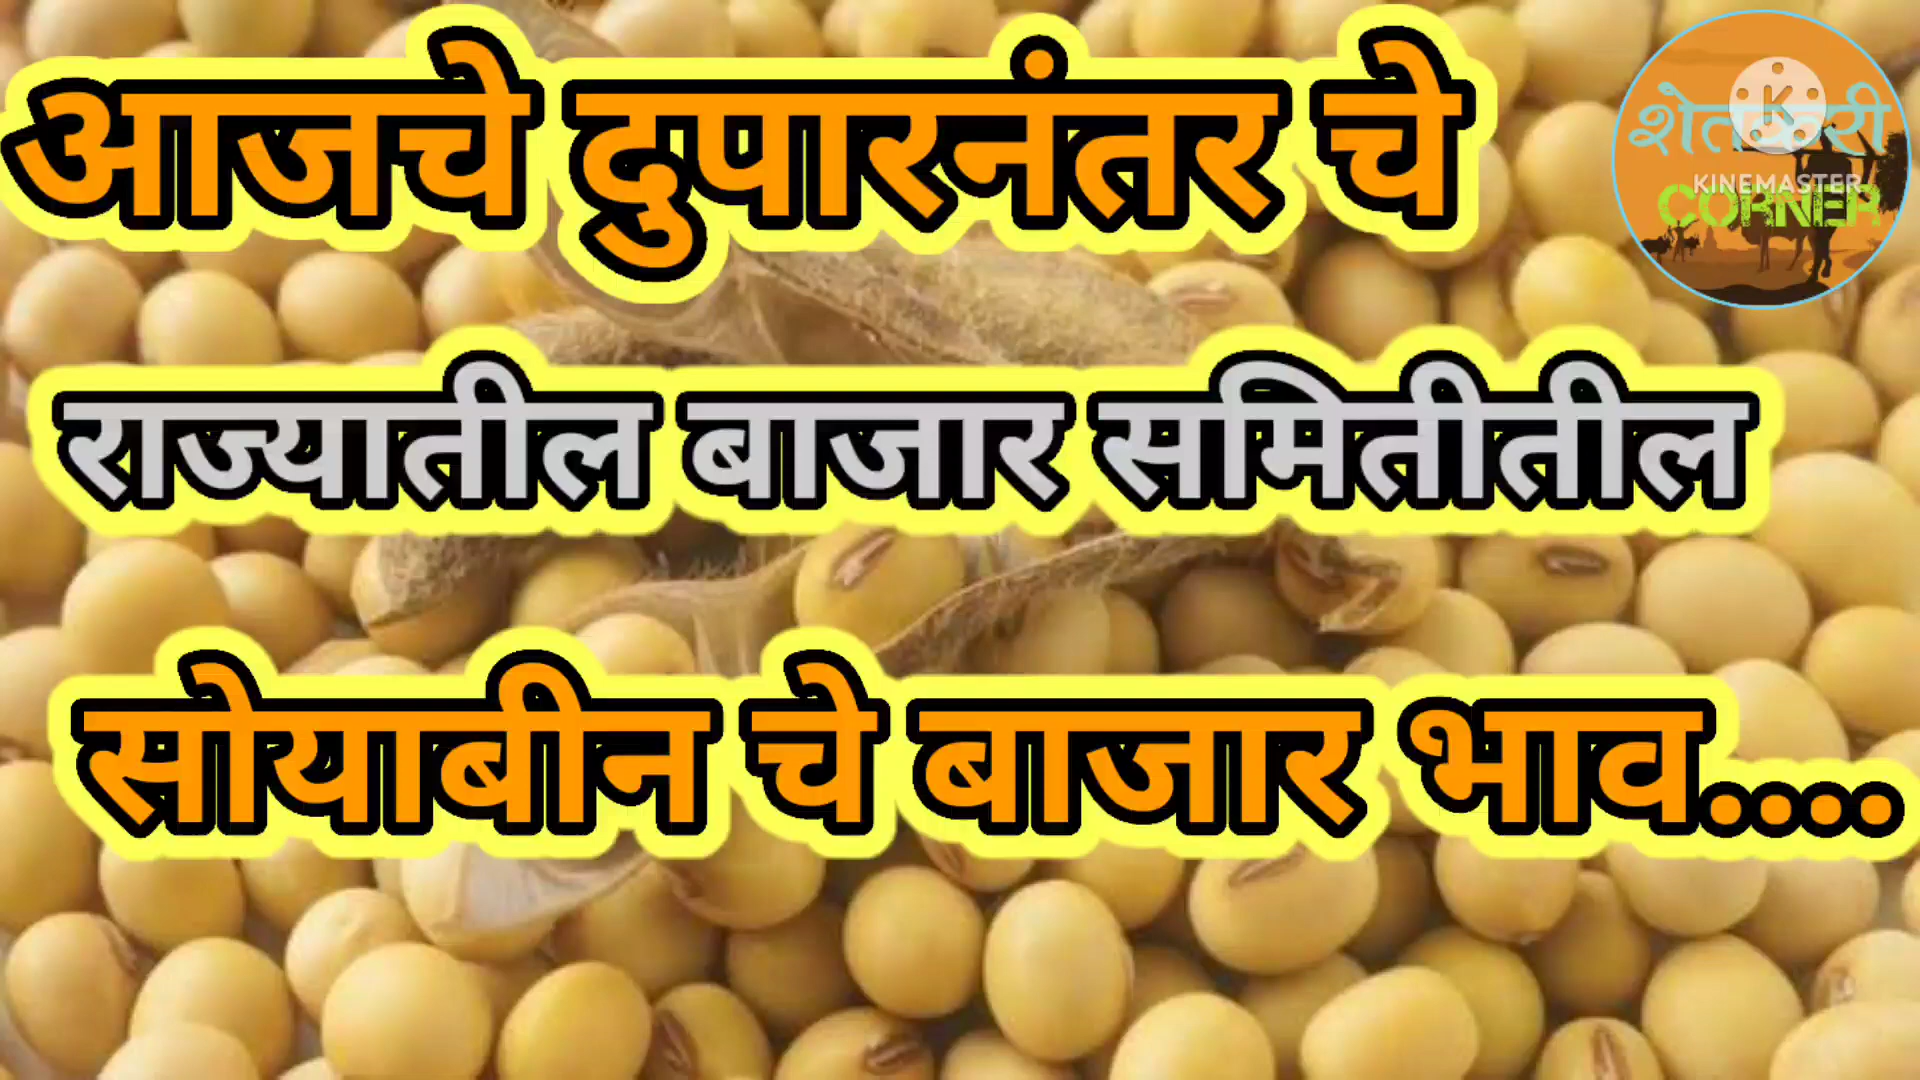 आजचे दुपारनंतर चे
शेतकरी
KINEMASTER
CORNER
राज्यातील बाजार समितीतील
सोयाबीन चे बाजार भाव....